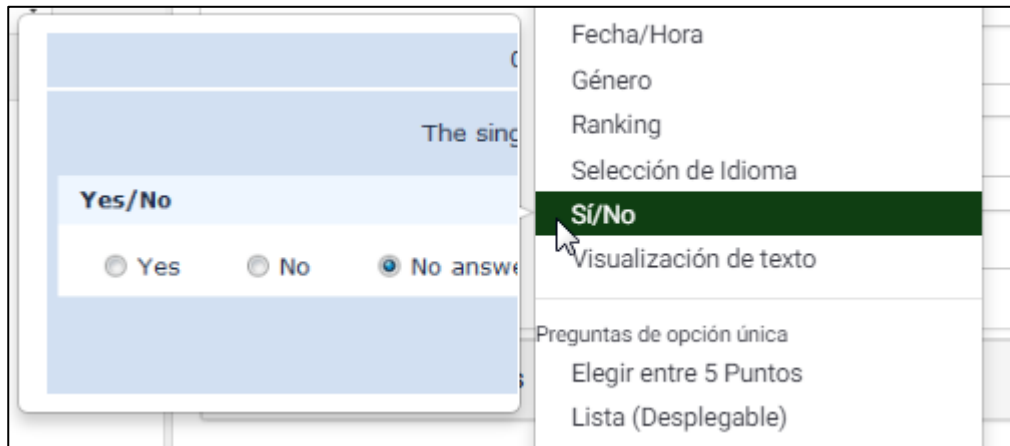 The sing
Yes/No
Yes No No answe
Fecha/Hora
Género
Ranking
Selección de Idioma
Sí/No
Visualización de texto
Preguntas de opción única
Elegir entre 5 Puntos
Lista (Desplegable)